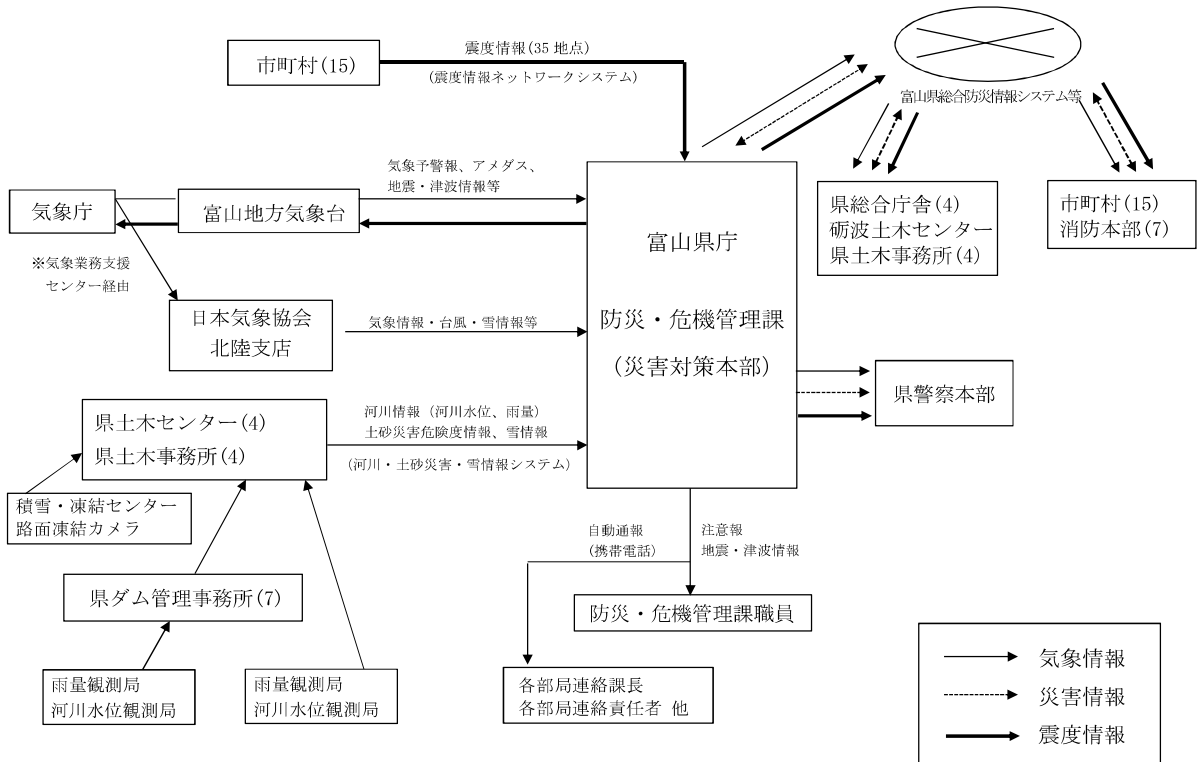 市町村(15)
震度情報(35 地点)
(震度情報ネットワークシステム)
富山県総合防災情報システム等
気象予警報、アメダス、
地震・津波情報等
気象庁
富山地方気象台
※気象業務支援
センター経由
日本気象協会
北陸支店
気象情報・台風・雪情報等
富山県庁
防災・危機管理課
(災害対策本部)
県総合庁舎(4)
砺波土木センター
県土木事務所(4)
市町村(15)
消防本部(7)
県警察本部
県土木センター(4)
県土木事務所(4)
河川情報（河川水位、雨量）
土砂災害危険度情報、雪情報
(河川・土砂災害・雪情報システム)
積雪・凍結センター
路面凍結カメラ
県ダム管理事務所(7)
雨量観測局
河川水位観測局
雨量観測局
河川水位観測局
自動通報
(携帯電話)
注意報
地震・津波情報
防災・危機管理課職員
各部局連絡課長
各部局連絡責任者 他
気象情報
災害情報
震度情報